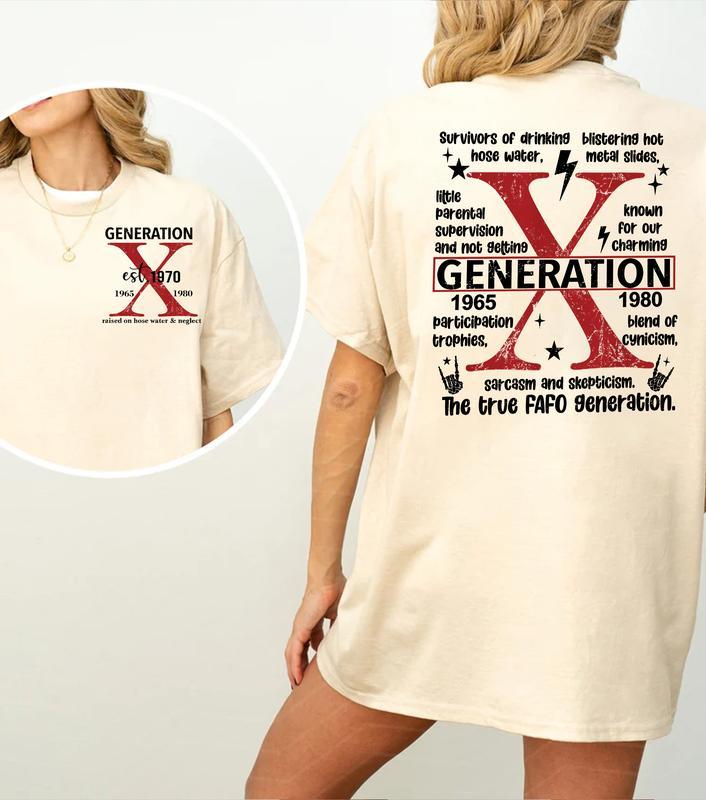 GENERATION
X
est. 1970
1965 1980
raised on hose water & neglect
Survivors of drinking blistering hot
hose water, metal slides,
little
parental
supervision
and not getting
known
for our
charming
X
GENERATION
1965 1980
participation
trophies,
blend of
cynicism,
sarcasm and skepticism.
The true FAFO generation.